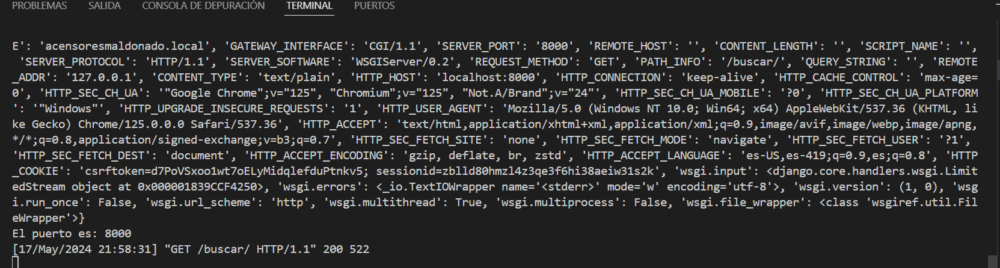 PROBLEMAS SALIDA CONSOLA DE DEPURACIÓN TERMINAL PUERTOS
E': 'acensoresmaldonado.local', 'GATEWAY_INTERFACE': 'CGI/1.1', 'SERVER_PORT': '8000', 'REMOTE_HOST': '', 'CONTENT_LENGTH': '', 'SCRIPT_NAME': '',
'SERVER_PROTOCOL': 'HTTP/1.1', 'SERVER_SOFTWARE': 'WSGIServer/0.2', 'REQUEST_METHOD': 'GET', 'PATH_INFO': '/buscar/', 'QUERY_STRING': '', 'REMOTE
_ADDR': '127.0.0.1', 'CONTENT_TYPE': 'text/plain', 'HTTP_HOST': 'localhost:8000', 'HTTP_CONNECTION': 'keep-alive', 'HTTP_CACHE_CONTROL': 'max-age=
0', 'HTTP_SEC_CH_UA': '"Google Chrome";v="125", "Chromium";v="125", "Not.A/Brand";v="24"', 'HTTP_SEC_CH_UA_MOBILE': '?0', 'HTTP_SEC_CH_UA_PLATFORM
': '"Windows"', 'HTTP_UPGRADE_INSECURE_REQUESTS': '1', 'HTTP_USER_AGENT': 'Mozilla/5.0 (Windows NT 10.0; Win64; x64) AppleWebKit/537.36 (KHTML, li
ke Gecko) Chrome/125.0.0.0 Safari/537.36', 'HTTP_ACCEPT': 'text/html,application/xhtml+xml,application/xml;q=0.9,image/avif,image/webp,image/apng,
*/*;q=0.8,application/signed-exchange;v=b3;q=0.7', 'HTTP_SEC_FETCH_SITE': 'none', 'HTTP_SEC_FETCH_MODE': 'navigate', 'HTTP_SEC_FETCH_USER': '?1',
'HTTP_SEC_FETCH_DEST': 'document', 'HTTP_ACCEPT_ENCODING': 'gzip, deflate, br, zstd', 'HTTP_ACCEPT_LANGUAGE': 'es-US,es-419;q=0.9,es;q=0.8', 'HTTP
_COOKIE': 'csrftoken=d7PoVSxoo1wt7oELyMidqlefduPtnkv5; sessionid=zblld80hmzl4z3qe3f6hi38aeiw31s2k', 'wsgi.input': <django.core.handlers.wsgi.Limit
edStream object at 0x000001839CCF4250>, 'wsgi.errors': <_io.TextIOWrapper name='<stderr>' mode='w' encoding='utf-8'>, 'wsgi.version': (1, 0), 'wsg
i.run_once': False, 'wsgi.url_scheme': 'http', 'wsgi.multithread': True, 'wsgi.multiprocess': False, 'wsgi.file_wrapper': <class 'wsgiref.util.Fil
eWrapper'>}
El puerto es: 8000
[17/May/2024 21:58:31] "GET /buscar/ HTTP/1.1" 200 522